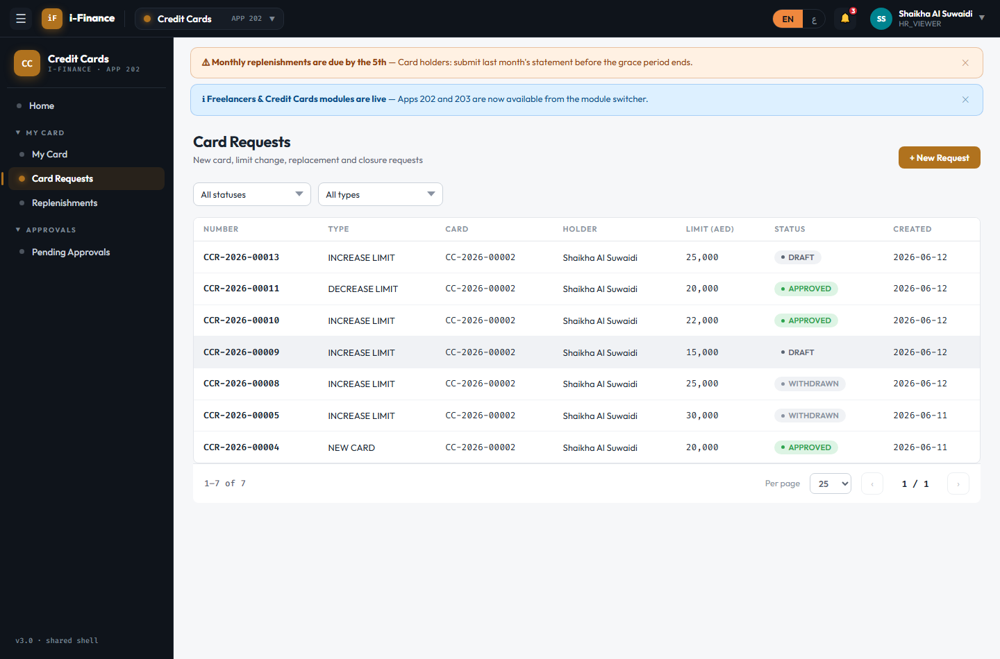 ☰ iF i-Finance Credit Cards APP 202 ▼ EN ع 3 SS Shaikha Al Suwaidi ▼
HR_VIEWER
CC Credit Cards
I-FINANCE · APP 202
Home
▼ MY CARD
My Card
Card Requests
Replenishments
▼ APPROVALS
Pending Approvals
v3.0 · shared shell
⚠ Monthly replenishments are due by the 5th — Card holders: submit last month's statement before the grace period ends. ×
ℹ Freelancers & Credit Cards modules are live — Apps 202 and 203 are now available from the module switcher. ×
Card Requests
New card, limit change, replacement and closure requests
+ New Request
All statuses All types
NUMBER TYPE CARD HOLDER LIMIT (AED) STATUS CREATED
CCR-2026-00013 INCREASE LIMIT CC-2026-00002 Shaikha Al Suwaidi 25,000 DRAFT 2026-06-12
CCR-2026-00011 DECREASE LIMIT CC-2026-00002 Shaikha Al Suwaidi 20,000 APPROVED 2026-06-12
CCR-2026-00010 INCREASE LIMIT CC-2026-00002 Shaikha Al Suwaidi 22,000 APPROVED 2026-06-12
CCR-2026-00009 INCREASE LIMIT CC-2026-00002 Shaikha Al Suwaidi 15,000 DRAFT 2026-06-12
CCR-2026-00008 INCREASE LIMIT CC-2026-00002 Shaikha Al Suwaidi 25,000 WITHDRAWN 2026-06-12
CCR-2026-00005 INCREASE LIMIT CC-2026-00002 Shaikha Al Suwaidi 30,000 WITHDRAWN 2026-06-11
CCR-2026-00004 NEW CARD CC-2026-00002 Shaikha Al Suwaidi 20,000 APPROVED 2026-06-11
1–7 of 7 Per page 25 ‹ 1 / 1 ›